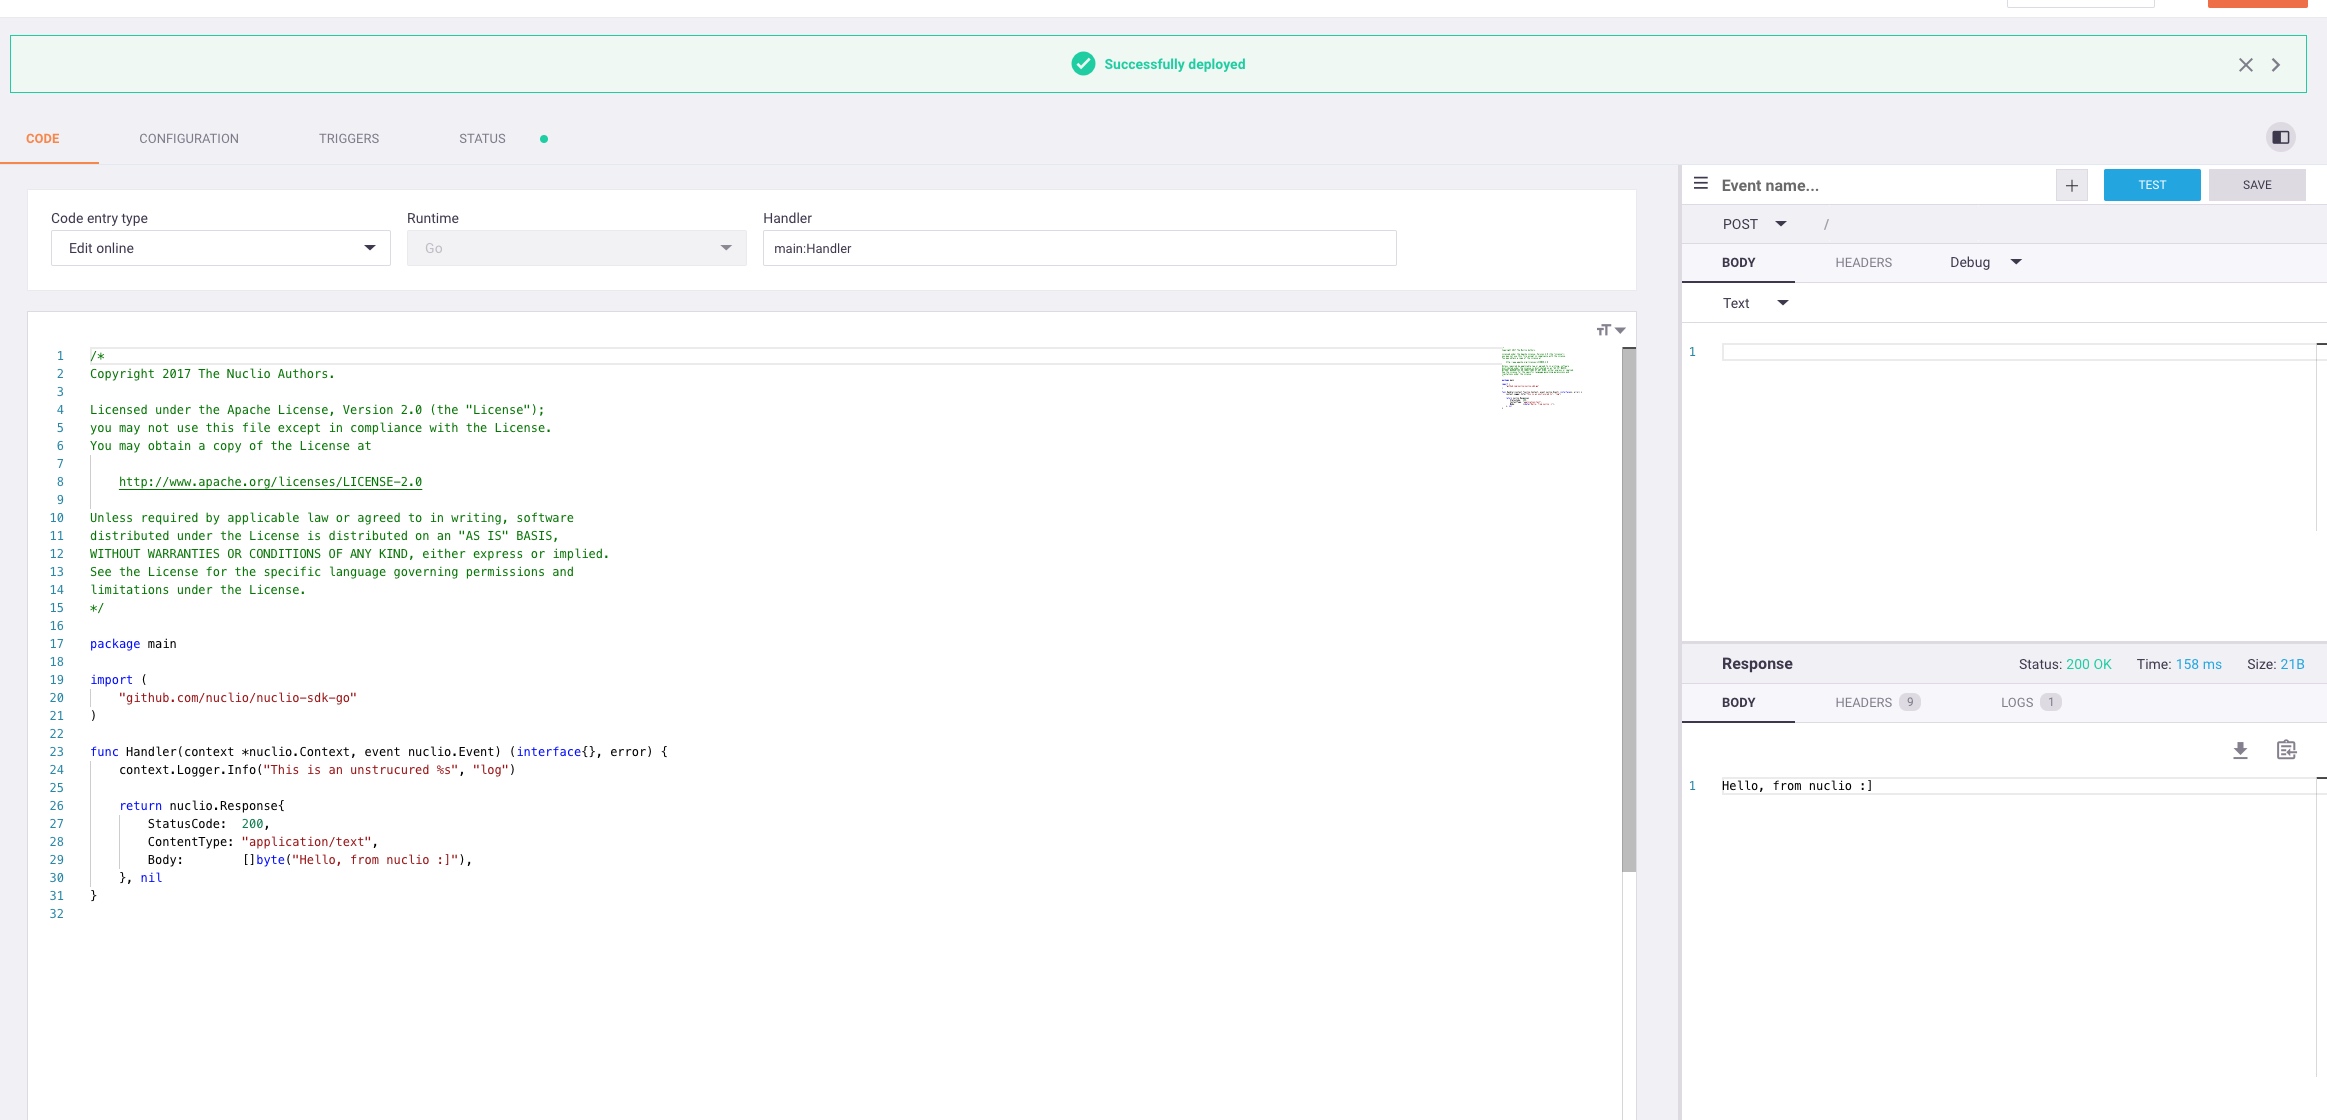 Successfully deployed
CODE CONFIGURATION TRIGGERS STATUS
Code entry type Runtime Handler
Edit online Go main:Handler
1 /*
2 Copyright 2017 The Nuclio Authors.
3
4 Licensed under the Apache License, Version 2.0 (the "License");
5 you may not use this file except in compliance with the License.
6 You may obtain a copy of the License at
7
8 http://www.apache.org/licenses/LICENSE-2.0
9
10 Unless required by applicable law or agreed to in writing, software
11 distributed under the License is distributed on an "AS IS" BASIS,
12 WITHOUT WARRANTIES OR CONDITIONS OF ANY KIND, either express or implied.
13 See the License for the specific language governing permissions and
14 limitations under the License.
15 */
16
17 package main
18
19 import (
20 "github.com/nuclio/nuclio-sdk-go"
21 )
22
23 func Handler(context *nuclio.Context, event nuclio.Event) (interface{}, error) {
24 context.Logger.Info("This is an unstrucured %s", "log")
25
26 return nuclio.Response{
27 StatusCode: 200,
28 ContentType: "application/text",
29 Body: []byte("Hello, from nuclio :]"),
30 }, nil
31 }
32
Event name... + TEST SAVE
POST /
BODY HEADERS Debug
Text
1
Response Status: 200 OK Time: 158 ms Size: 21B
BODY HEADERS 9 LOGS 1
1 Hello, from nuclio :]